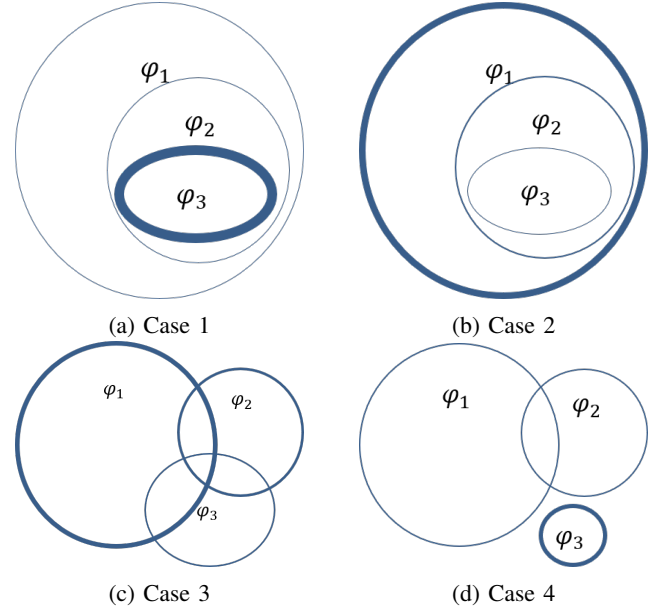 φ₁ φ₁
φ₂ φ₂
φ₃ φ₃
(a) Case 1 (b) Case 2
φ₁ φ₂ φ₁ φ₂
φ₃ φ₃
(c) Case 3 (d) Case 4